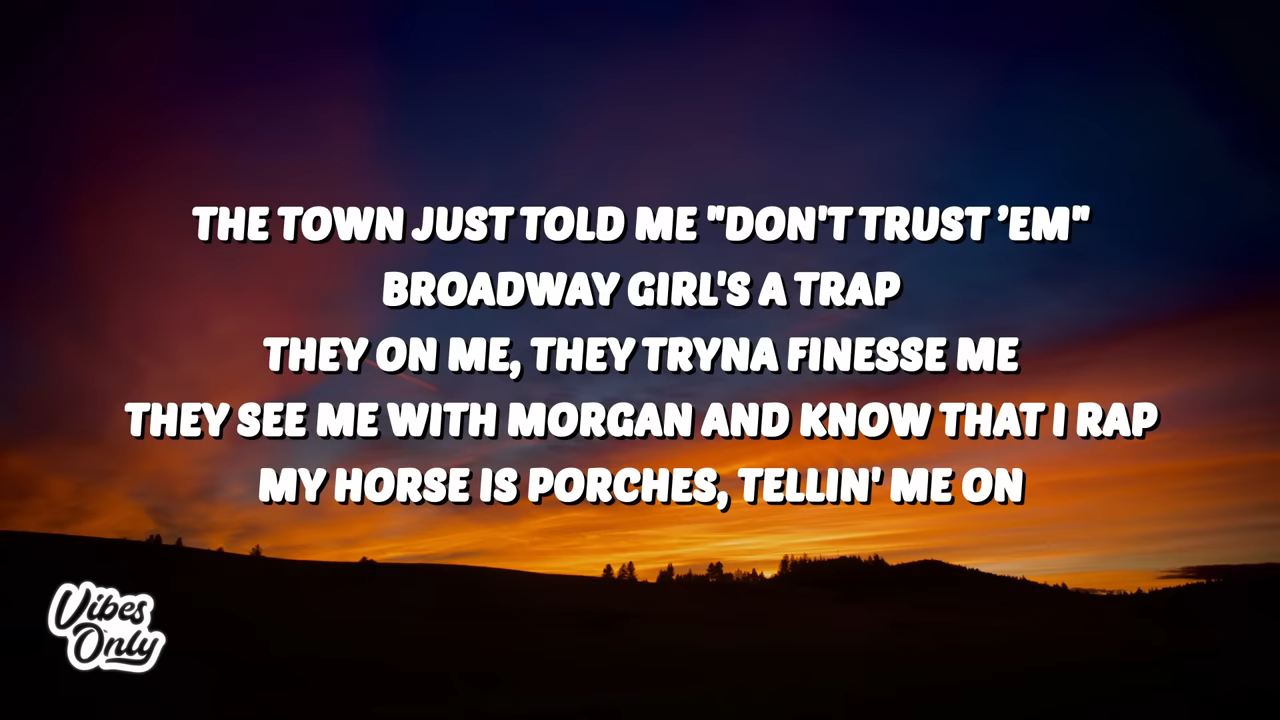 THE TOWN JUST TOLD ME "DON'T TRUST ’EM"
BROADWAY GIRL'S A TRAP
THEY ON ME, THEY TRYNA FINESSE ME
THEY SEE ME WITH MORGAN AND KNOW THAT I RAP
MY HORSE IS PORCHES, TELLIN' ME ON
Vibes
Only